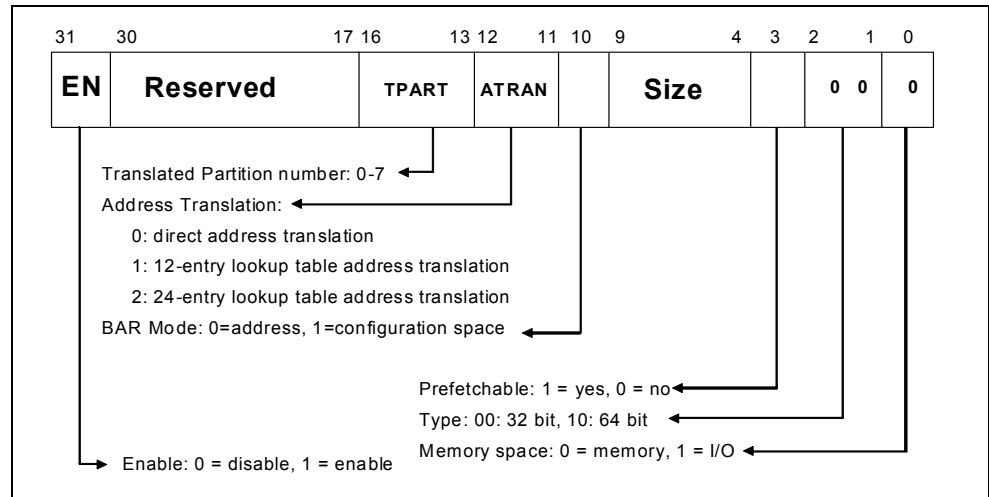 31 30 17 16 13 12 11 10 9 4 3 2 1 0
EN Reserved TPART ATRAN Size 0 0 0
Translated Partition number: 0-7
Address Translation:
0: direct address translation
1: 12-entry lookup table address translation
2: 24-entry lookup table address translation
BAR Mode: 0=address, 1=configuration space
Prefetchable: 1 = yes, 0 = no
Type: 00: 32 bit, 10: 64 bit
Memory space: 0 = memory, 1 = I/O
Enable: 0 = disable, 1 = enable